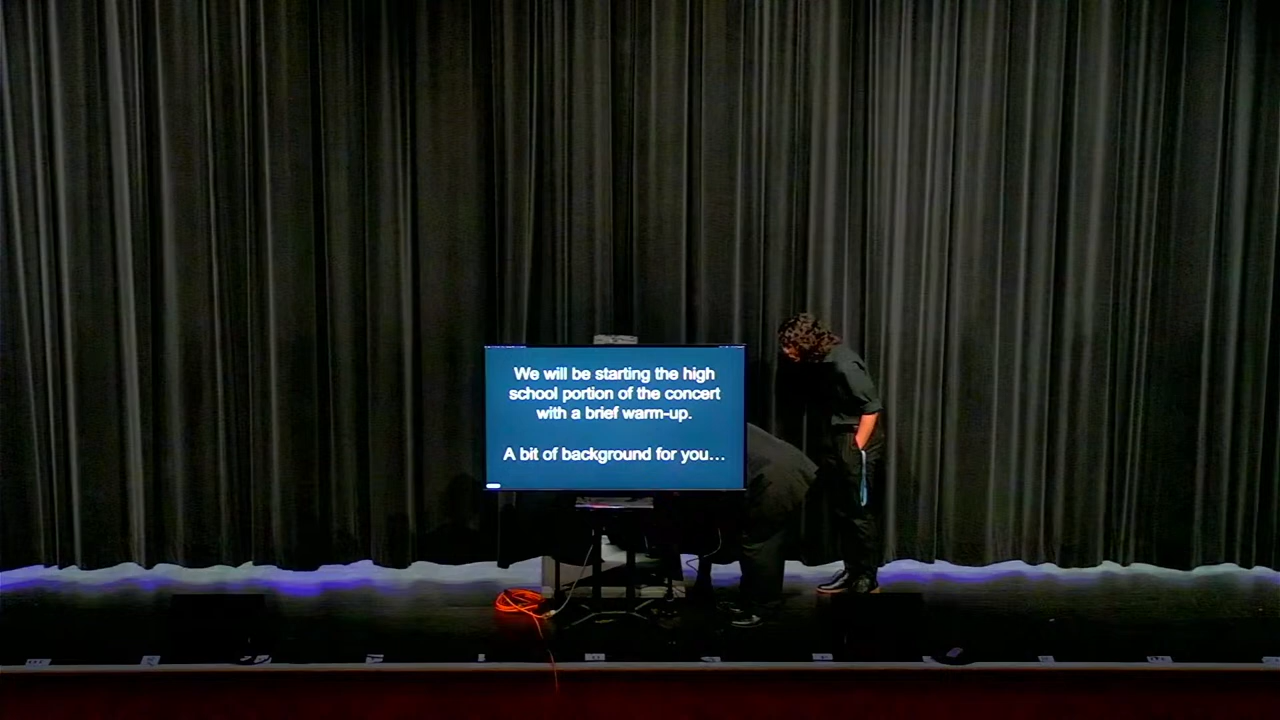 We will be starting the high
school portion of the concert
with a brief warm-up.
A bit of background for you...